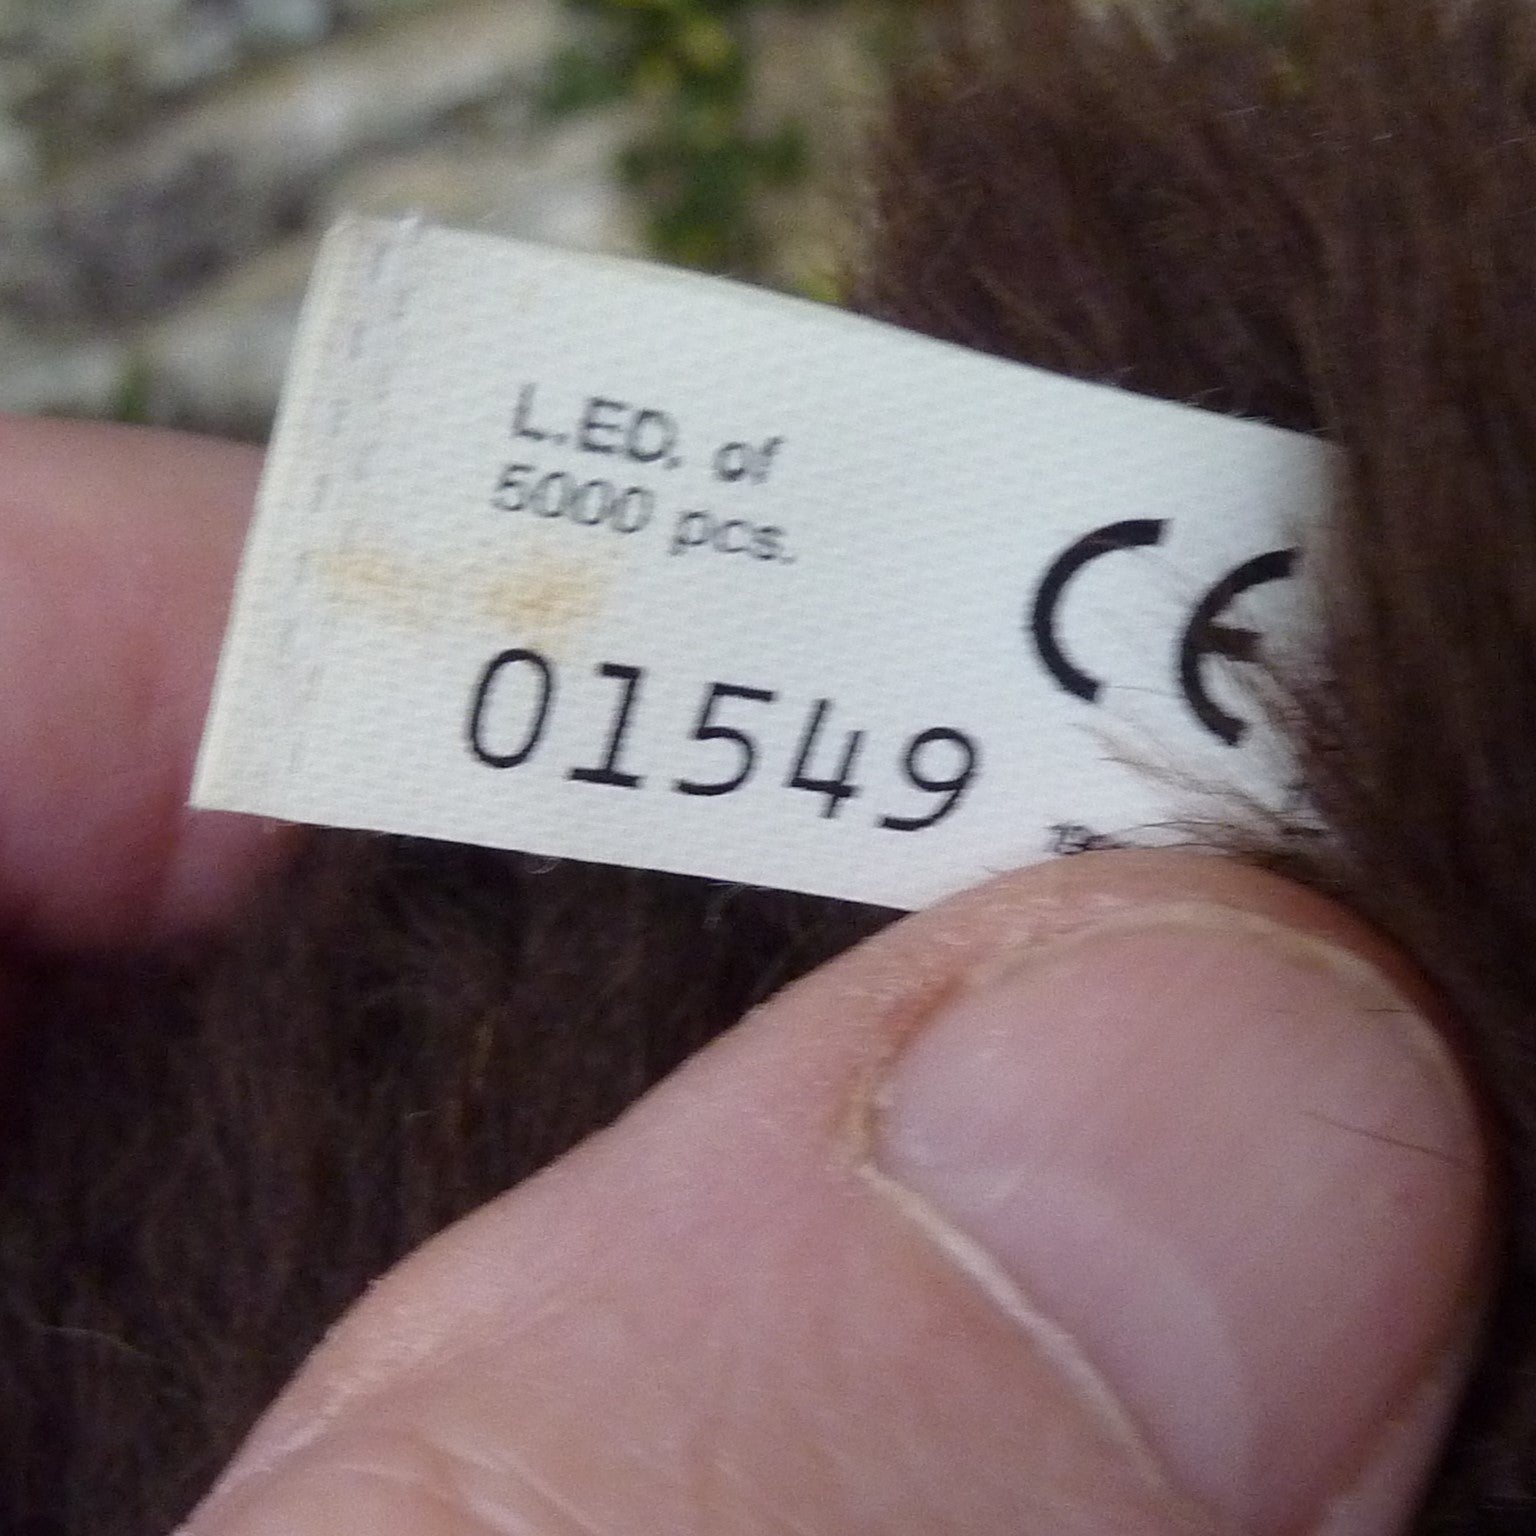 L.ED. of
5000 pcs.
CE
01549